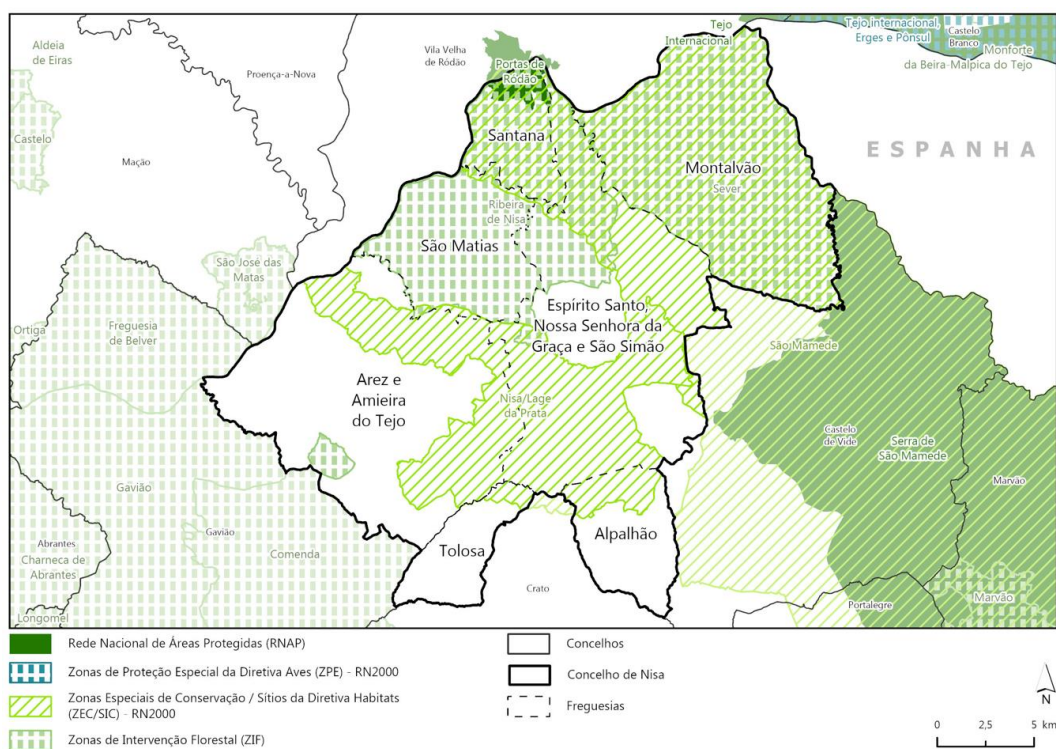 Tejo
Internacional
Tejo internacional,
Erges e Pônsul
Castelo
Branco
Monforte
da Beira-Malpica do Tejo
Aldeia
de Eiras
Vila Velha
de Ródão
Portas de
Ródão
Proença-a-Nova
Castelo
Santana
ESPANHA
Mação
Montalvão
Sever
Ribeira
de Nisa
São Matias
São José das
Matas
Espírito Santo,
Nossa Senhora da
Graça e São Simão
Ortiga
Freguesia
de Belver
São Mamede
Arez e
Amieira
do Tejo
Nisa/Lage
da Prata
Castelo
de Vide
Serra de
São Mamede
Marvão
Gavião
Gavião
Abrantes
Charneca de
Abrantes
Comenda
Tolosa
Alpalhão
Crato
Marvão
Portalegre
Longomel
Rede Nacional de Áreas Protegidas (RNAP)
Zonas de Proteção Especial da Diretiva Aves (ZPE) - RN2000
Zonas Especiais de Conservação / Sítios da Diretiva Habitats
(ZEC/SIC) - RN2000
Zonas de Intervenção Florestal (ZIF)
Concelhos
Concelho de Nisa
Freguesias
N
0 2,5 5 km